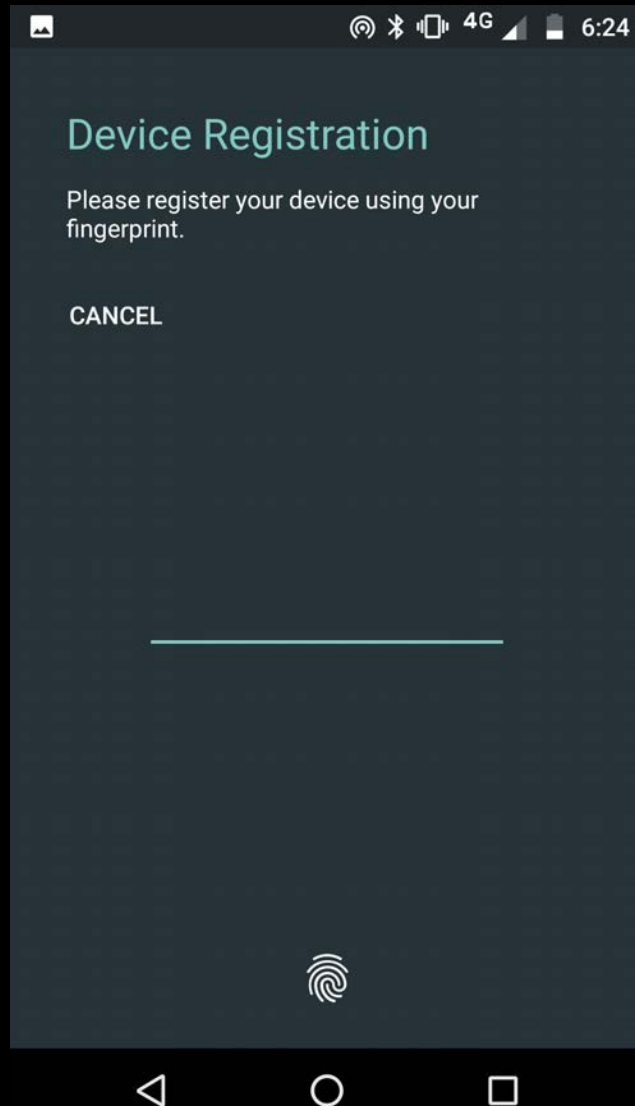 4G 6:24
Device Registration
Please register your device using your
fingerprint.
CANCEL